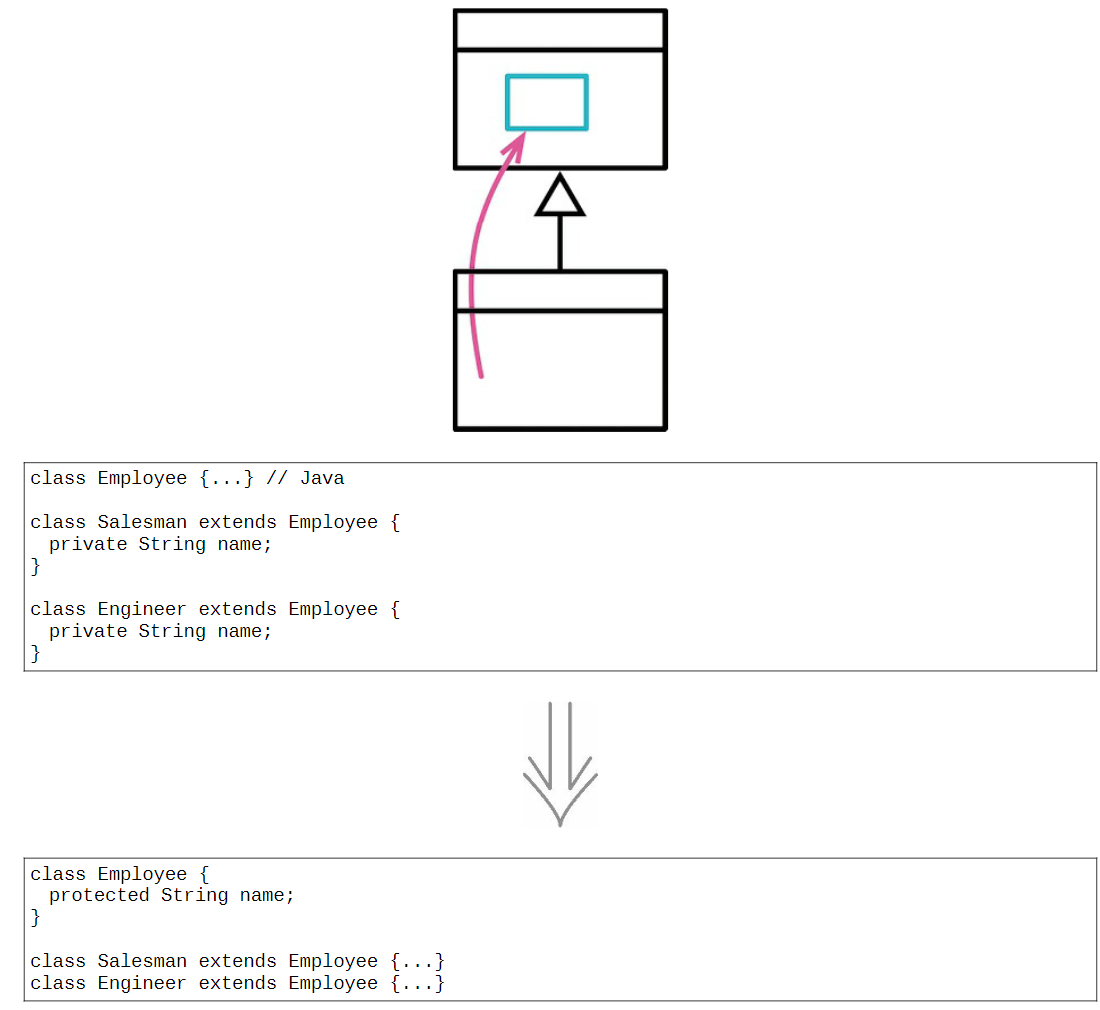 class Employee {...} // Java
class Salesman extends Employee {
private String name;
}
class Engineer extends Employee {
private String name;
}
class Employee {
protected String name;
}
class Salesman extends Employee {...}
class Engineer extends Employee {...}